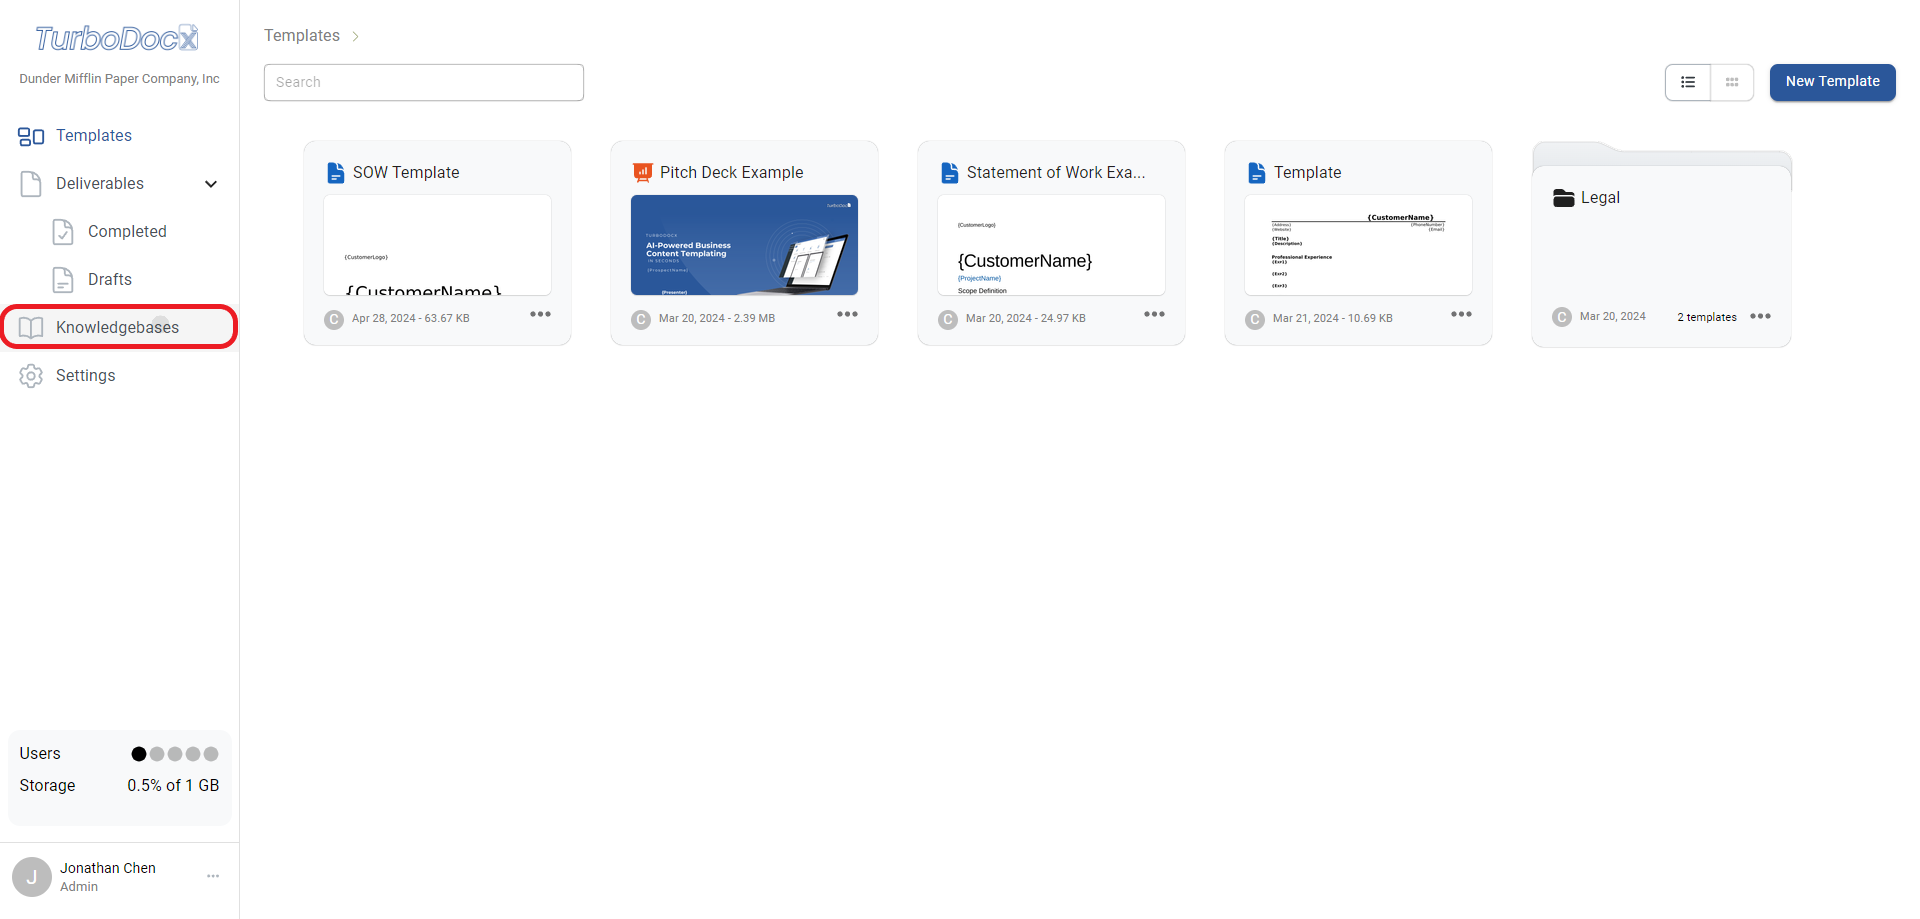 TurboDocX
Dunder Mifflin Paper Company, Inc
Templates
Deliverables
Completed
Drafts
Knowledgebases
Settings
Users
Storage 0.5% of 1 GB
J
Jonathan Chen
Admin
Templates
Search
New Template
SOW Template
{CustomerLogo}
{CustomerName}
C Apr 28, 2024 - 63.67 KB
Pitch Deck Example
TurboDocX
TURBODOCX
AI-Powered Business
Content Templating
IN SECONDS
{ProspectName}
{Presenter}
C Mar 20, 2024 - 2.39 MB
Statement of Work Exa...
{CustomerLogo}
{CustomerName}
{ProjectName}
Scope Definition
C Mar 20, 2024 - 24.97 KB
Template
{CustomerName}
{Address} {PhoneNumber}
{Website} {Email}
{Title}
{Description}
Professional Experience
{Exr1}
{Exr2}
{Exr3}
C Mar 21, 2024 - 10.69 KB
Legal
C Mar 20, 2024 2 templates